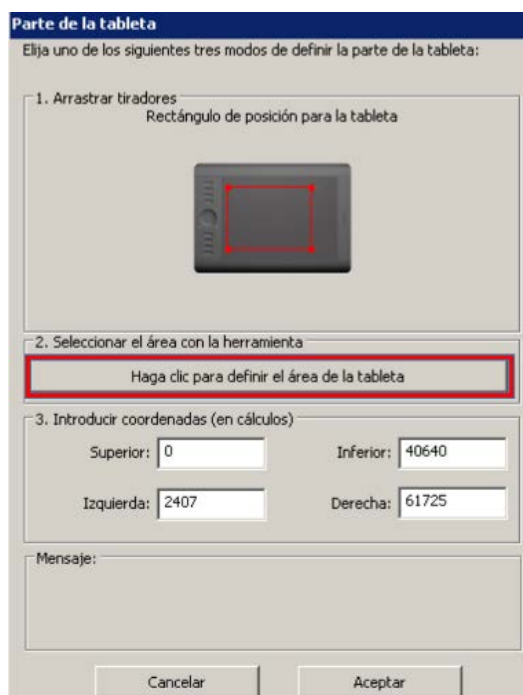 Parte de la tableta
Elija uno de los siguientes tres modos de definir la parte de la tableta:
1. Arrastrar tiradores
Rectángulo de posición para la tableta
2. Seleccionar el área con la herramienta
Haga clic para definir el área de la tableta
3. Introducir coordenadas (en cálculos)
Superior: 0 Inferior: 40640
Izquierda: 2407 Derecha: 61725
Mensaje:
Cancelar Aceptar